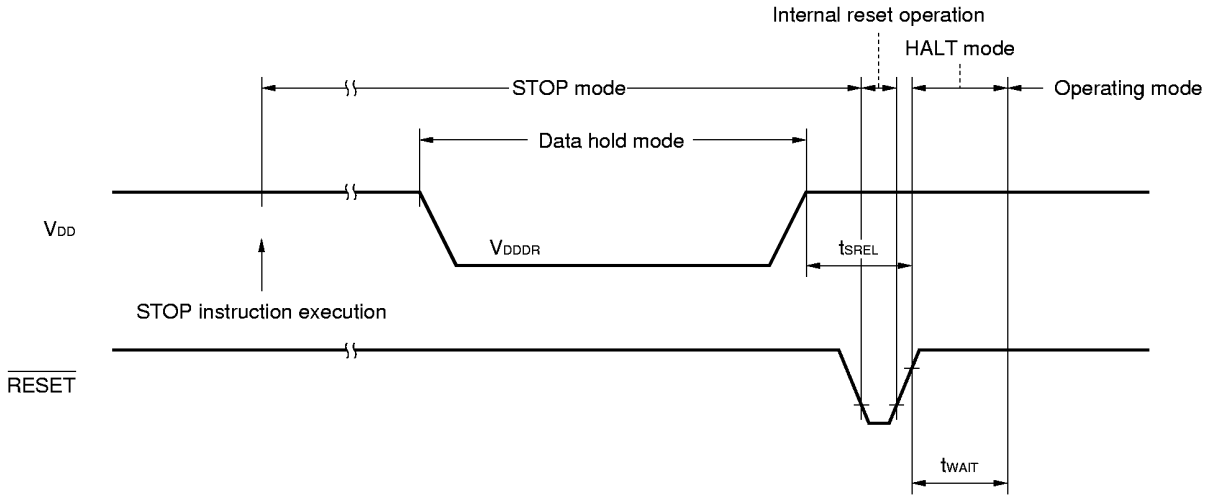 Internal reset operation
HALT mode
STOP mode
Operating mode
Data hold mode
VDD
VDDDR
tSREL
STOP instruction execution
RESET
tWAIT